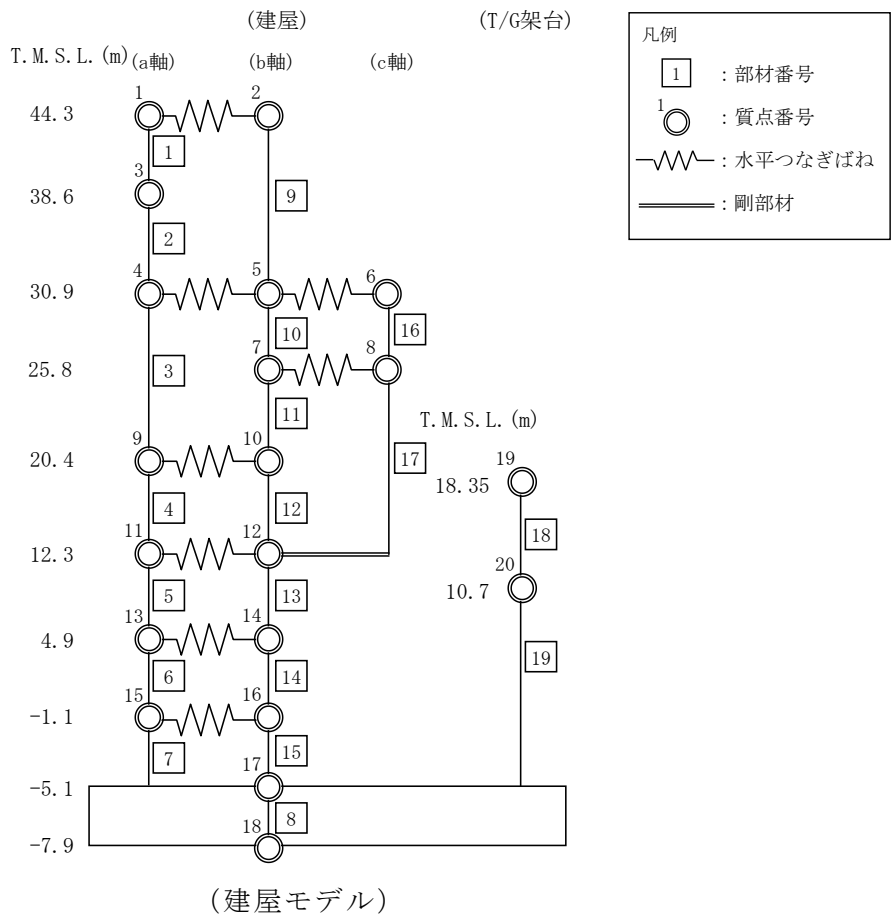 (建屋) (T/G架台)
T.M.S.L.(m) (a軸) (b軸) (c軸)
凡例
1 : 部材番号
1 : 質点番号
: 水平つなぎばね
: 剛部材
44.3 1 2
1
38.6 3 9
2
30.9 4 5 6
10 16
25.8 3 7 8
11
T.M.S.L.(m)
20.4 9 10 17 19
18.35
4 12 18
12.3 11 12 20
10.7
5 13
4.9 13 14 19
6 14
-1.1 15 16
7 15
-5.1 17
8
-7.9 18
(建屋モデル)